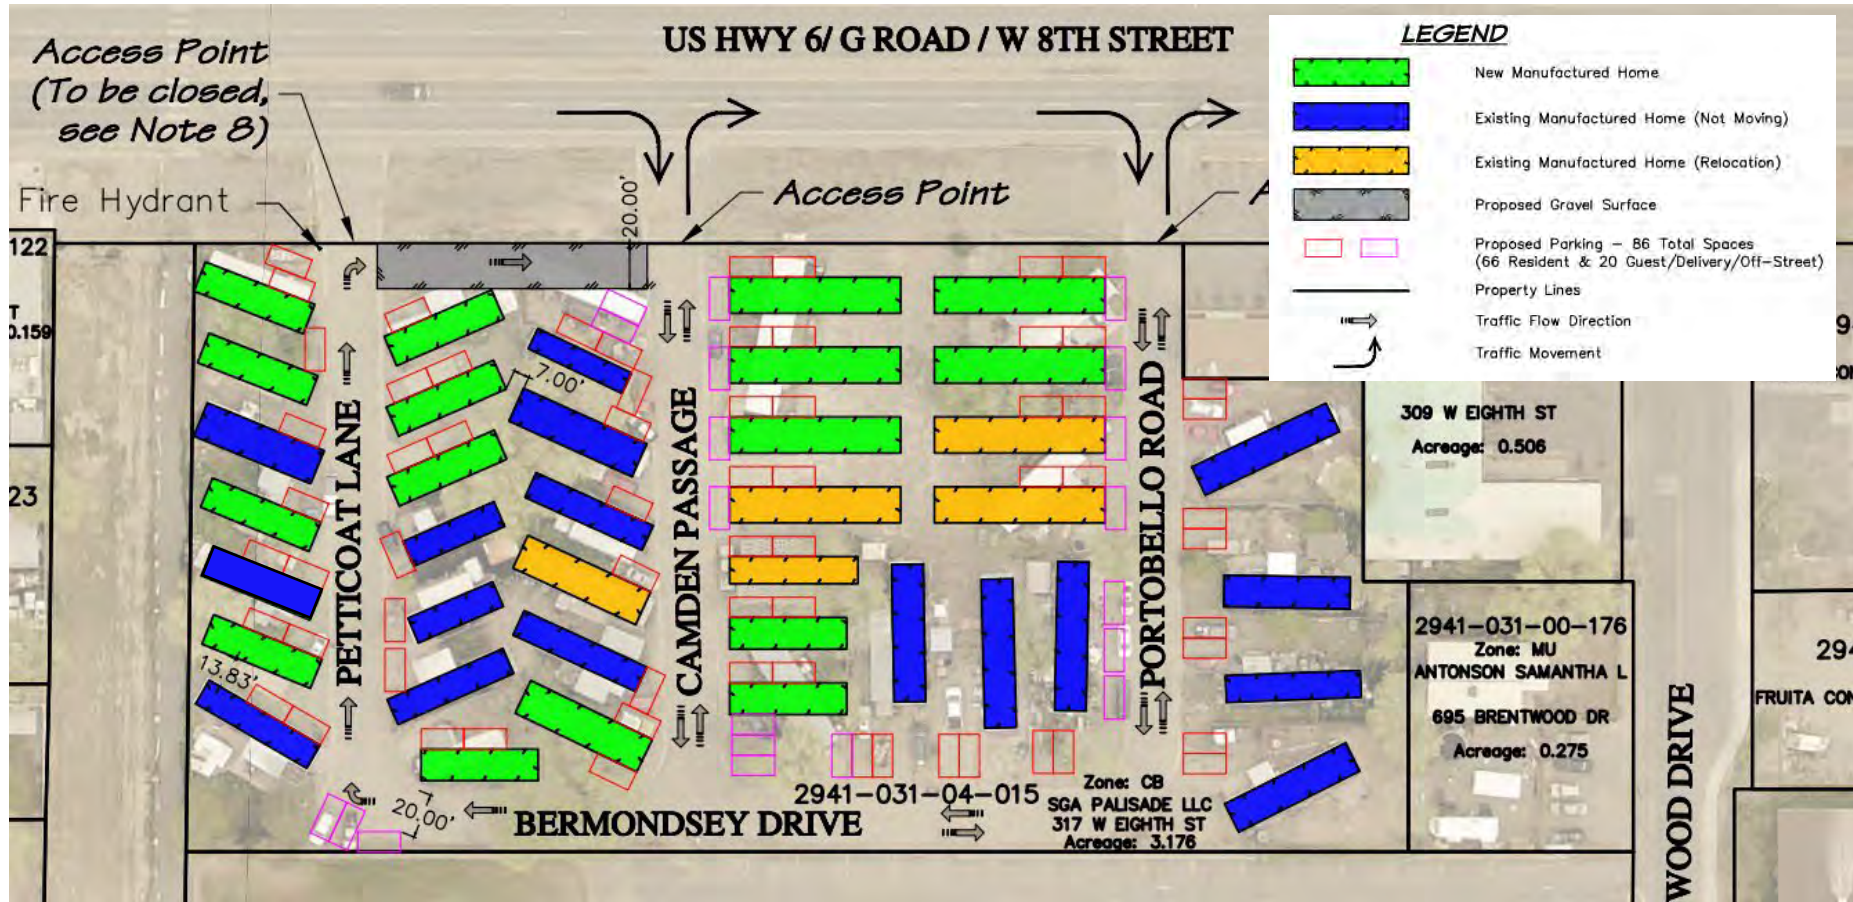 US HWY 6/ G ROAD / W 8TH STREET
Access Point
(To be closed,
see Note 8)
Fire Hydrant
Access Point
A
20.00'
LEGEND
New Manufactured Home
Existing Manufactured Home (Not Moving)
Existing Manufactured Home (Relocation)
Proposed Gravel Surface
Proposed Parking – 86 Total Spaces
(66 Resident & 20 Guest/Delivery/Off-Street)
Property Lines
Traffic Flow Direction
Traffic Movement
122
T
0.159
23
7.00'
13.83'
20.00'
PETTICOAT LANE
CAMDEN PASSAGE
PORTOBELLO ROAD
BERMONDSEY DRIVE
2941-031-04-015
Zone: CB
SGA PALISADE LLC
317 W EIGHTH ST
Acreage: 3.176
309 W EIGHTH ST
Acreage: 0.506
2941-031-00-176
Zone: MU
ANTONSON SAMANTHA L
695 BRENTWOOD DR
Acreage: 0.275
WOOD DRIVE
294
FRUITA CON